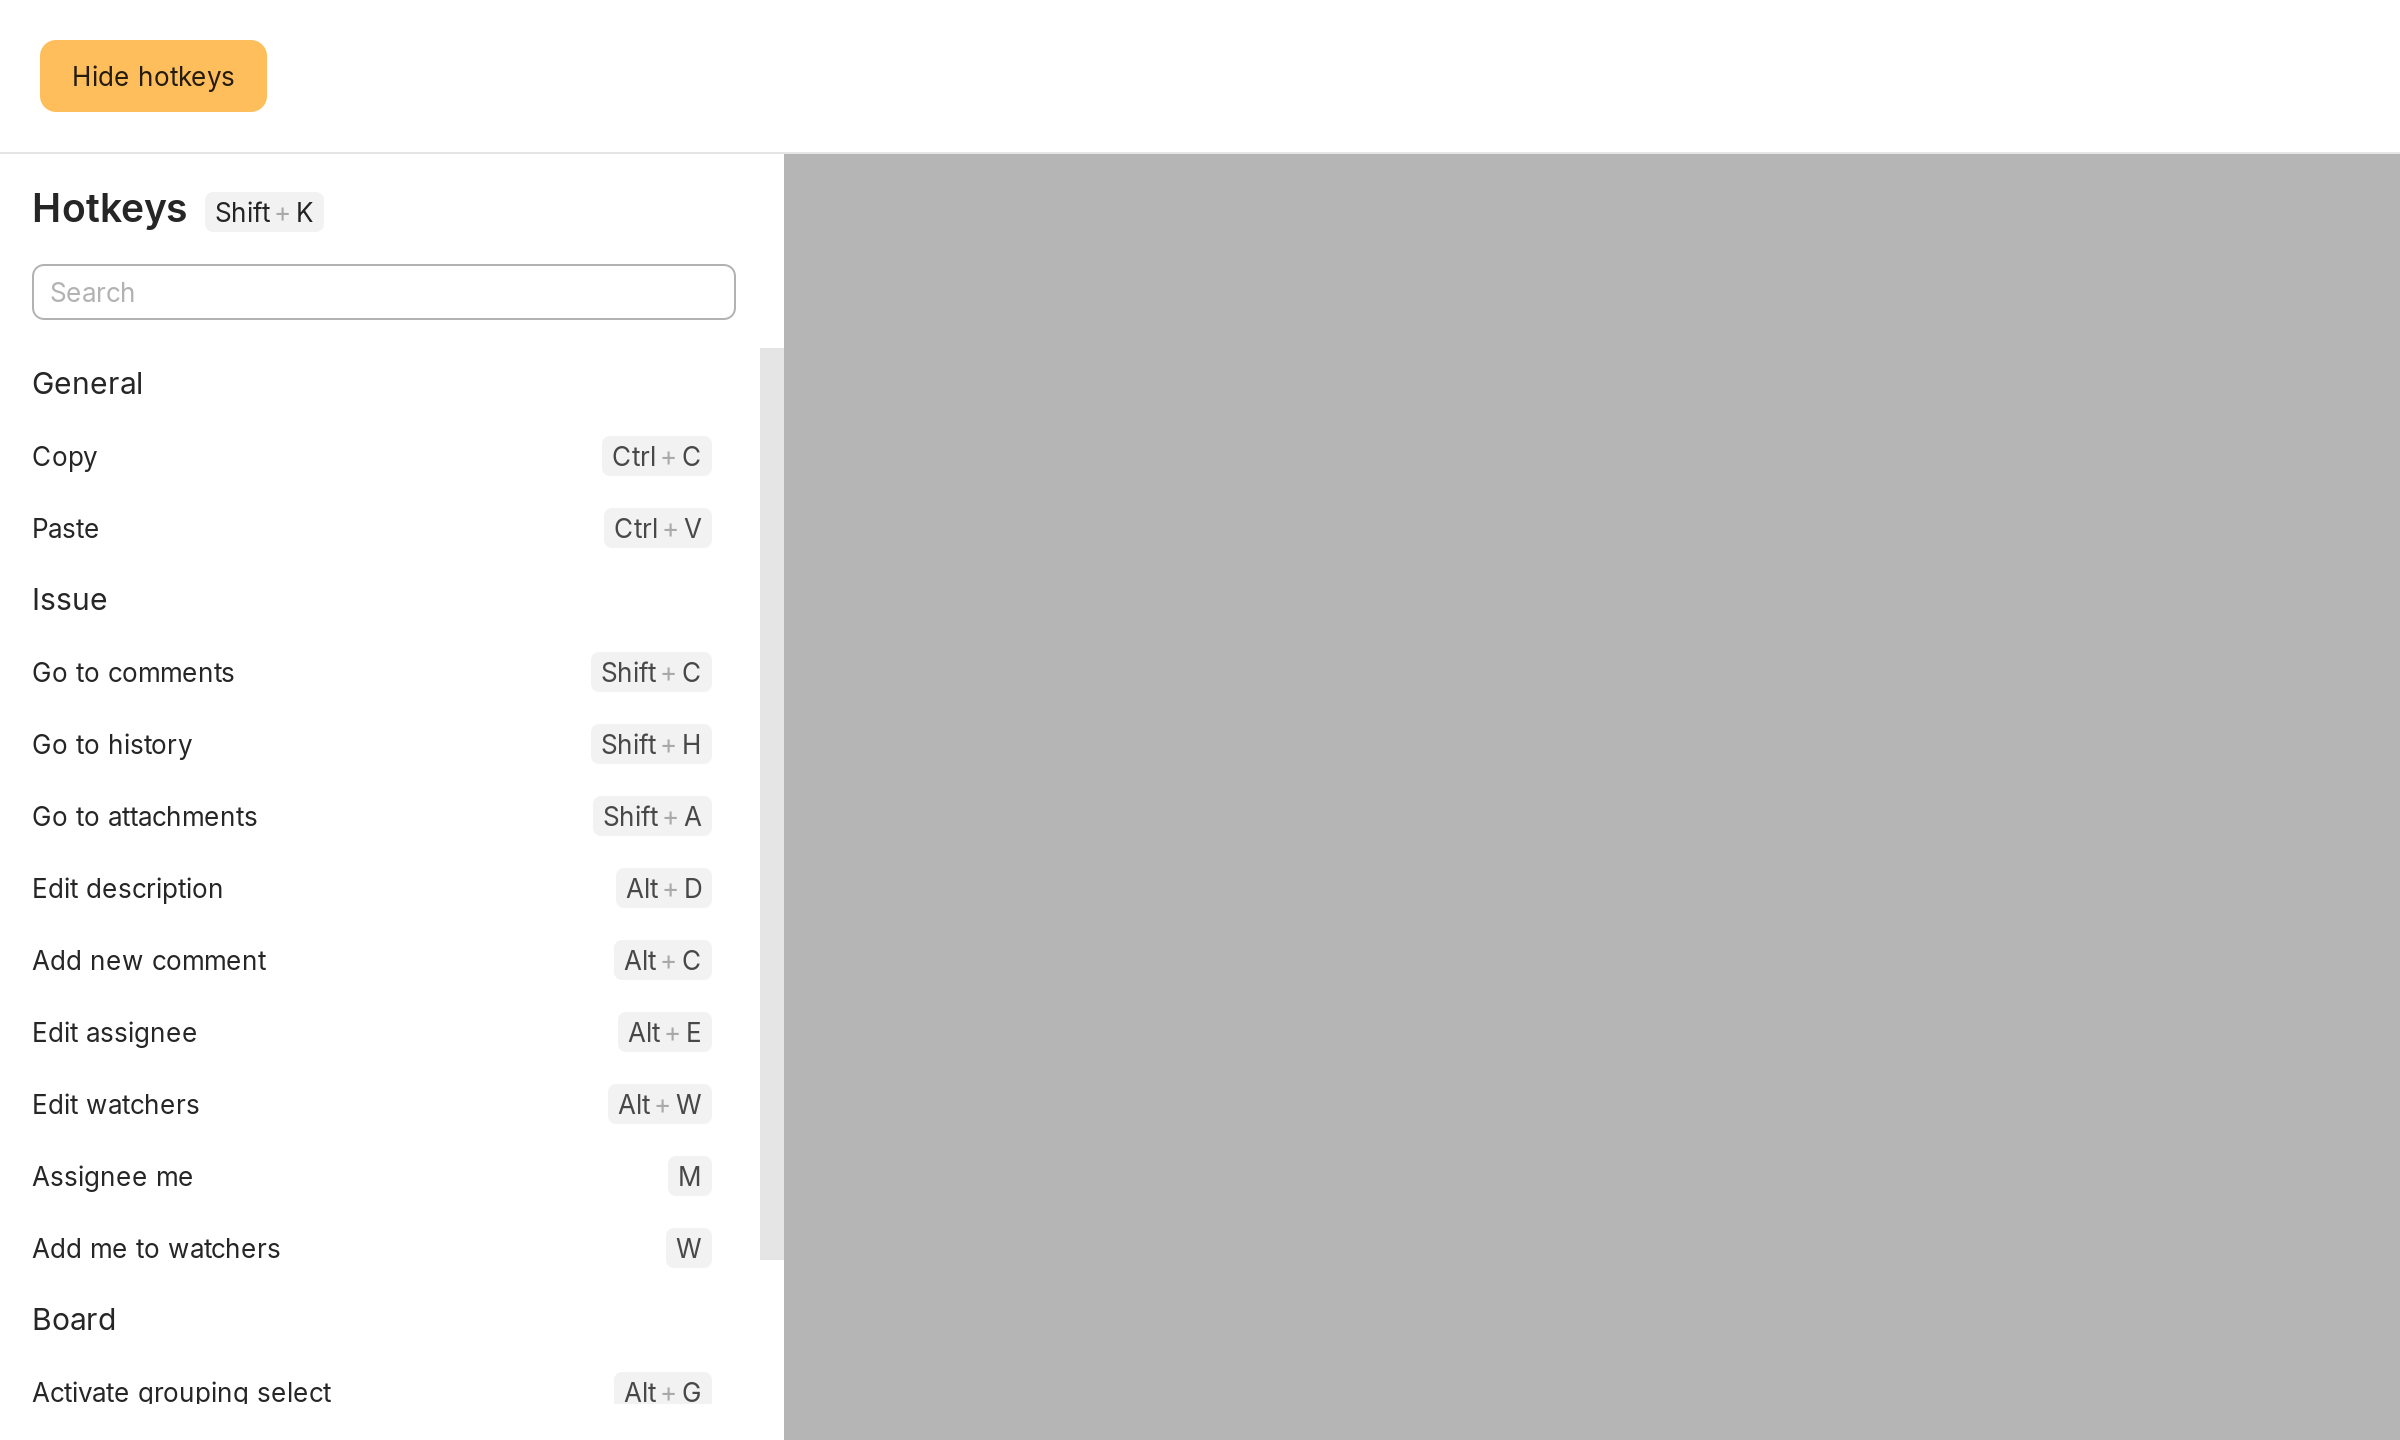 Hide hotkeys
Hotkeys Shift + K
Search
General
Copy Ctrl + C
Paste Ctrl + V
Issue
Go to comments Shift + C
Go to history Shift + H
Go to attachments Shift + A
Edit description Alt + D
Add new comment Alt + C
Edit assignee Alt + E
Edit watchers Alt + W
Assignee me M
Add me to watchers W
Board
Activate grouping select Alt + G